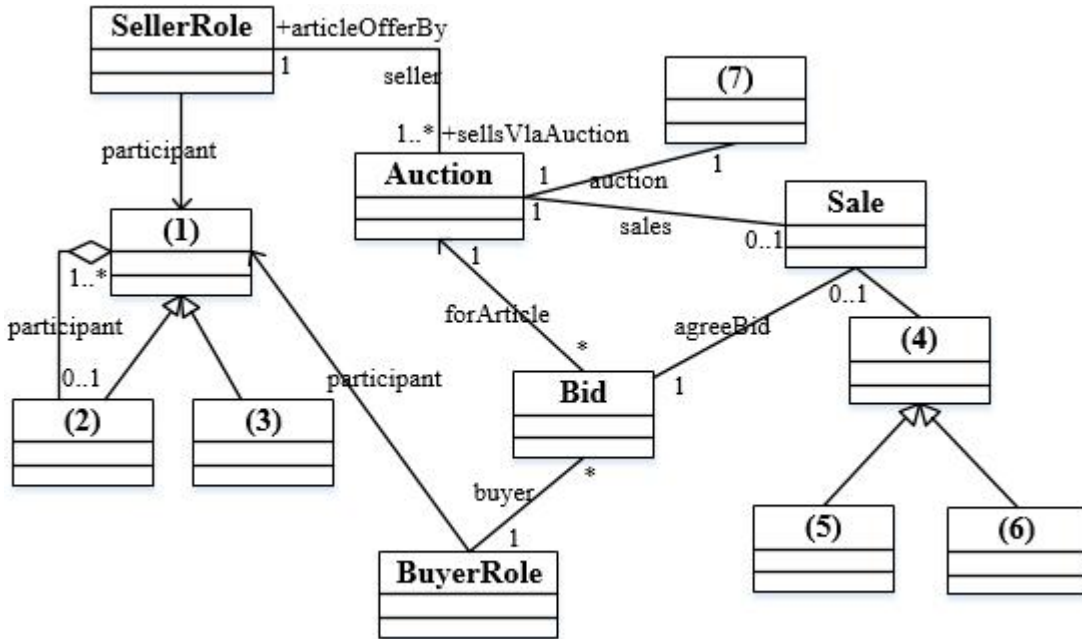 SellerRole
+articleOfferBy
1
seller
(7)
participant
1..* +sellsVlaAuction
Auction
1
1
auction
1
Sale
(1)
sales
0..1
1..*
1
participant
forArticle
agreeBid
0..1
(4)
0..1
participant
*
Bid
1
(2)
(3)
*
buyer
(5)
(6)
1
BuyerRole